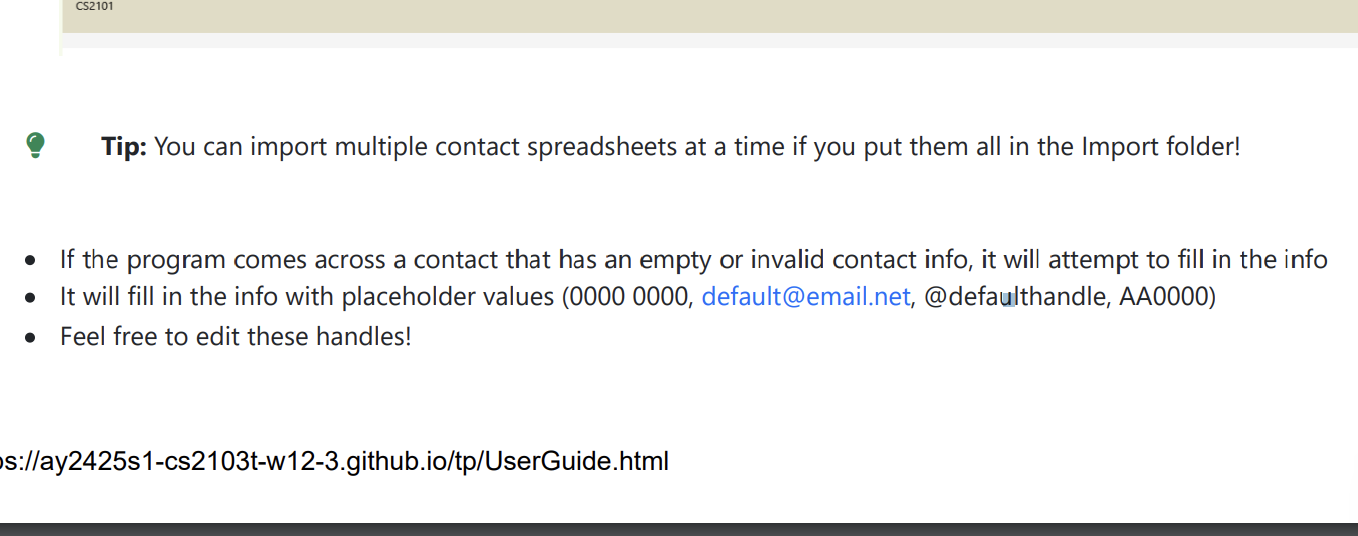 CS2101
Tip: You can import multiple contact spreadsheets at a time if you put them all in the Import folder!
If the program comes across a contact that has an empty or invalid contact info, it will attempt to fill in the info
It will fill in the info with placeholder values (0000 0000, default@email.net, @defaulthandle, AA0000)
Feel free to edit these handles!
ps://ay2425s1-cs2103t-w12-3.github.io/tp/UserGuide.html